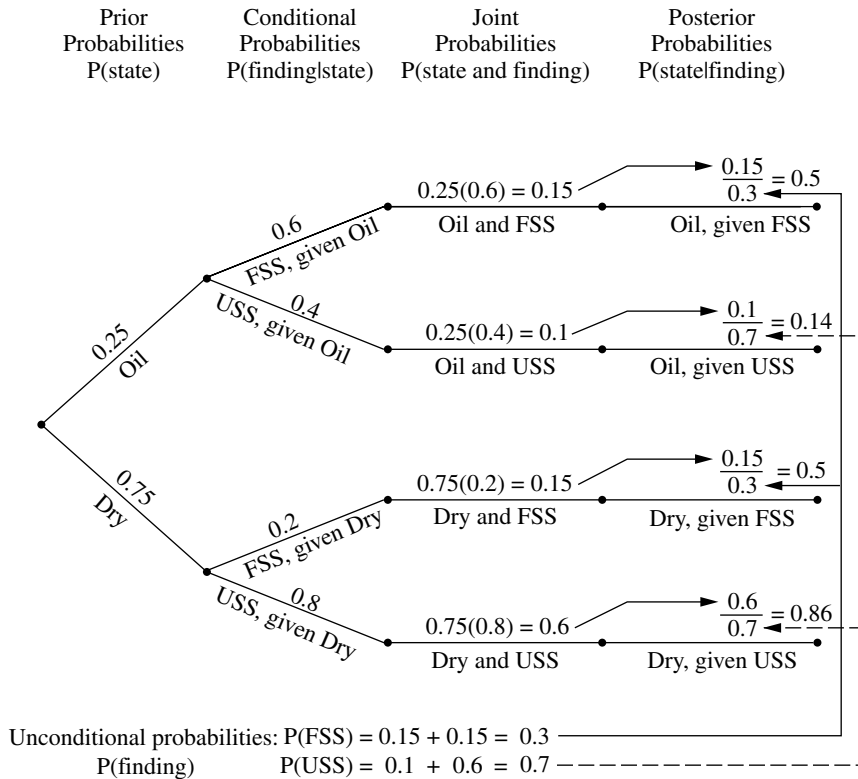 Prior Conditional Joint Posterior
Probabilities Probabilities Probabilities Probabilities
P(state) P(finding|state) P(state and finding) P(state|finding)
0.25(0.6) = 0.15
0.15
0.3
= 0.5
0.6
FSS, given Oil
Oil and FSS
Oil, given FSS
0.4
USS, given Oil
0.25(0.4) = 0.1
0.1
0.7
= 0.14
0.25
Oil
Oil and USS
Oil, given USS
0.75
Dry
0.75(0.2) = 0.15
0.15
0.3
= 0.5
0.2
FSS, given Dry
Dry and FSS
Dry, given FSS
0.8
USS, given Dry
0.75(0.8) = 0.6
0.6
0.7
= 0.86
Dry and USS
Dry, given USS
Unconditional probabilities: P(FSS) = 0.15 + 0.15 = 0.3
P(finding) P(USS) = 0.1 + 0.6 = 0.7